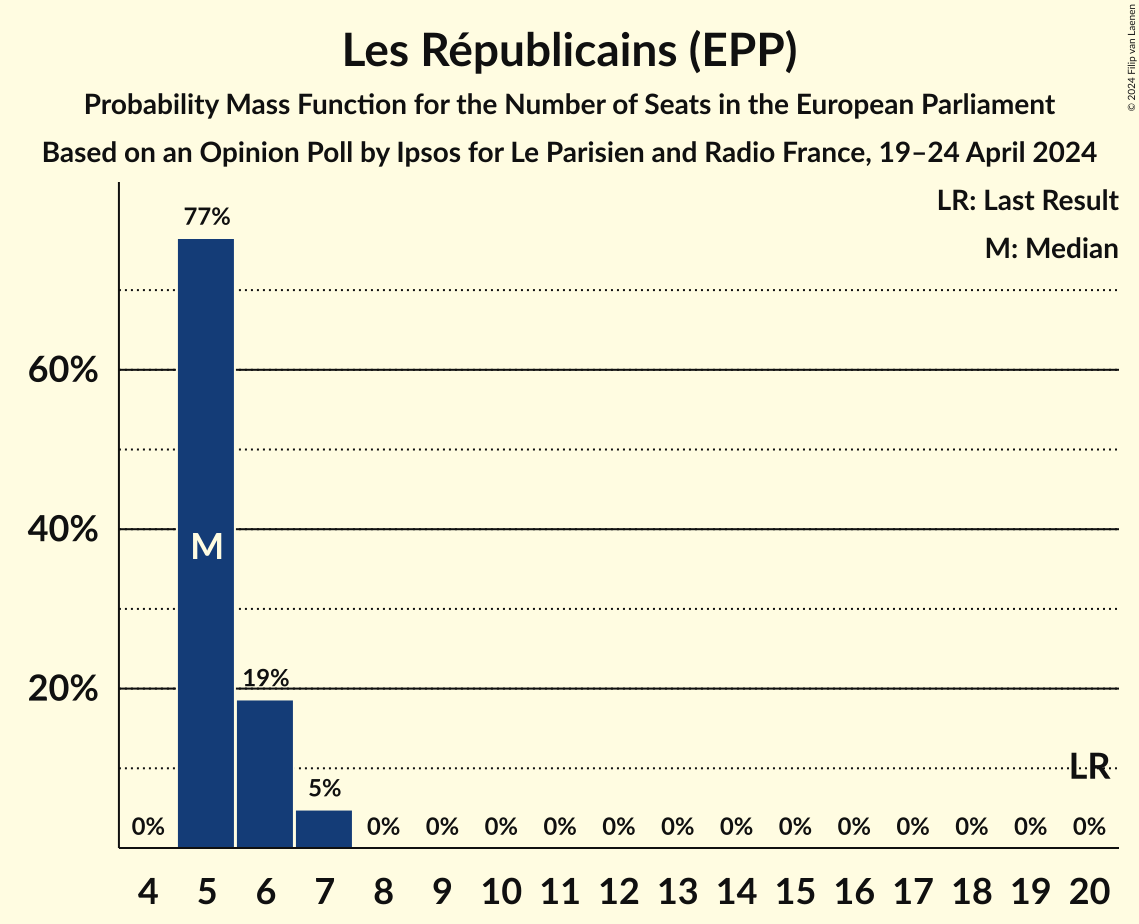 Les Républicains (EPP)
Probability Mass Function for the Number of Seats in the European Parliament
Based on an Opinion Poll by Ipsos for Le Parisien and Radio France, 19–24 April 2024
© 2024 Filip van Laenen
LR: Last Result
M: Median
77%
60%
40%
M
19%
20%
LR
5%
0% 0% 0% 0% 0% 0% 0% 0% 0% 0% 0% 0% 0% 0%
4 5 6 7 8 9 10 11 12 13 14 15 16 17 18 19 20